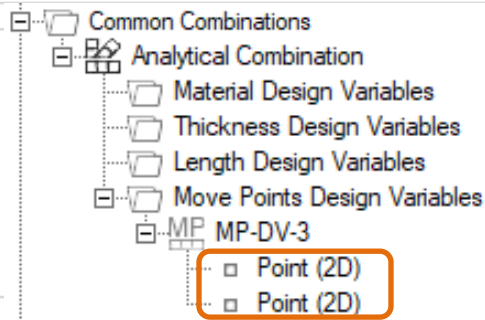 Common Combinations
Analytical Combination
Material Design Variables
Thickness Design Variables
Length Design Variables
Move Points Design Variables
MP MP-DV-3
Point (2D)
Point (2D)